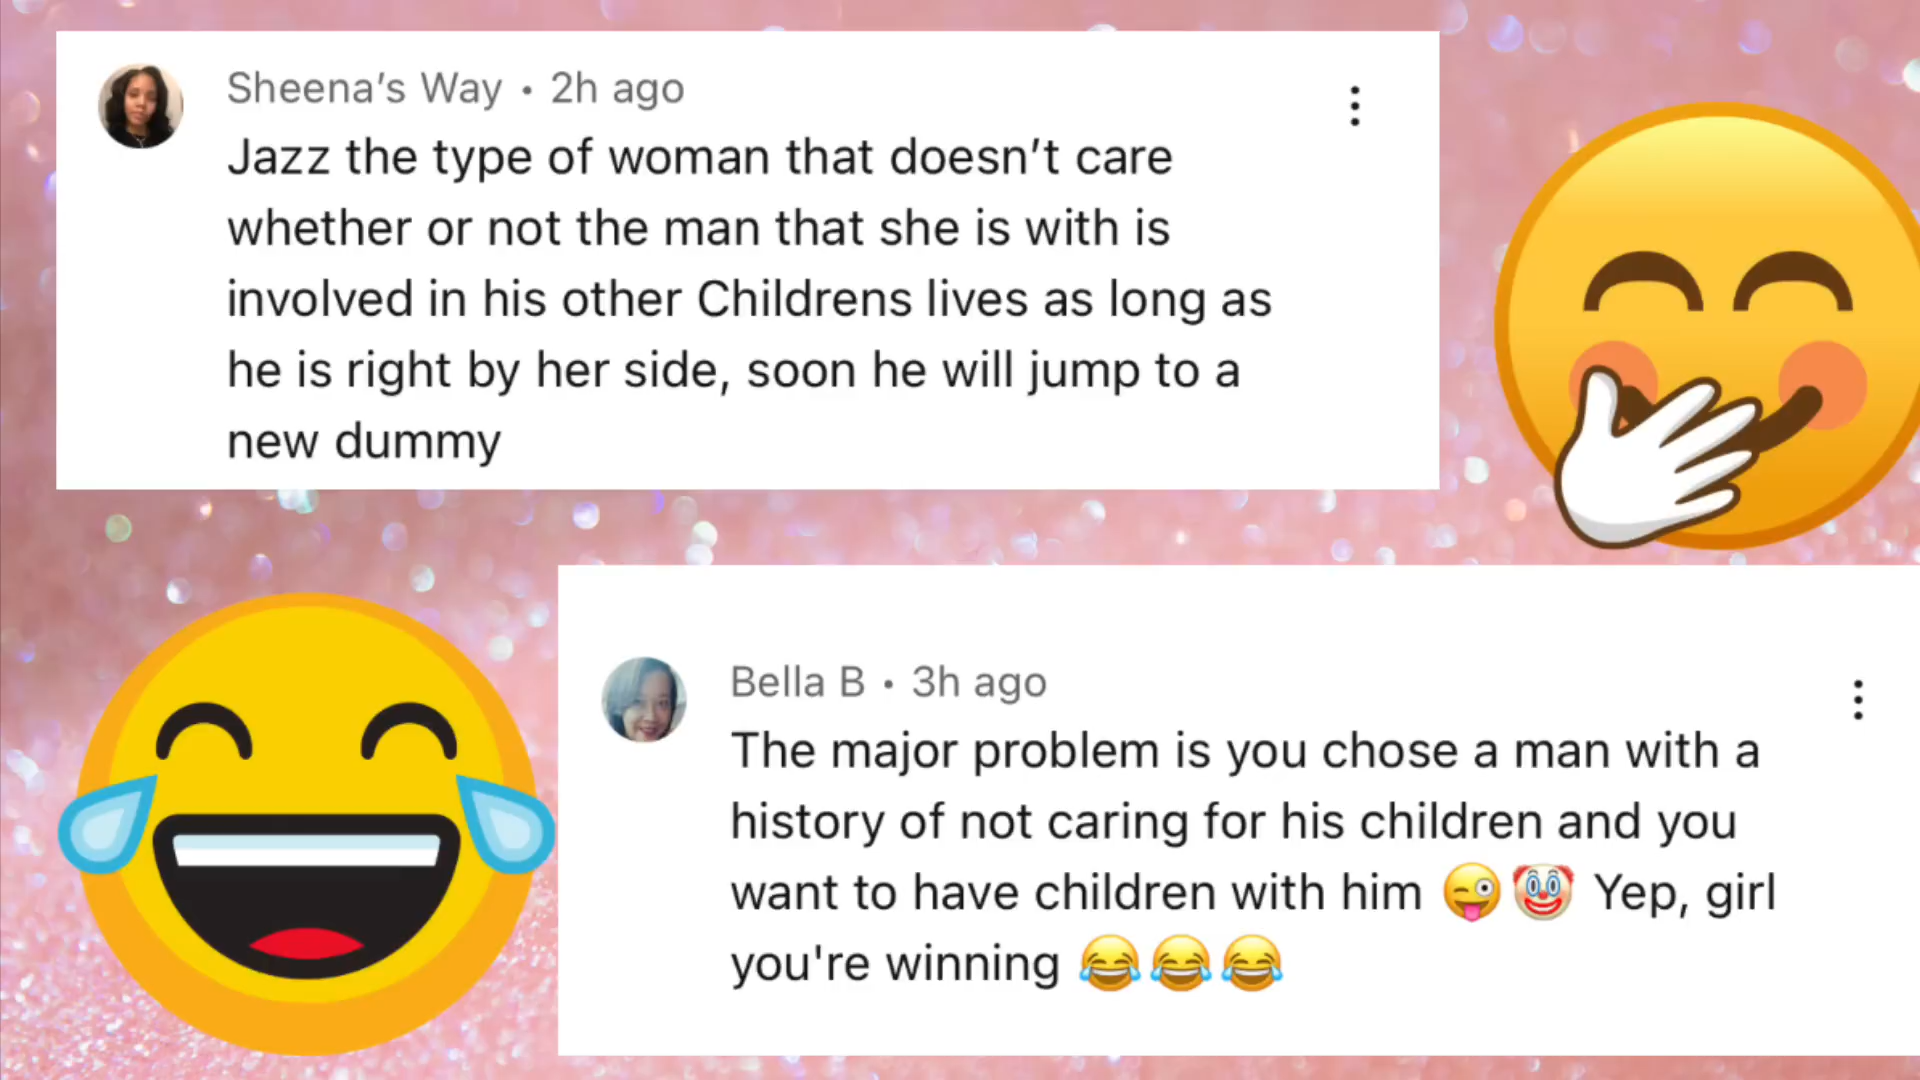 Sheena’s Way • 2h ago
Jazz the type of woman that doesn’t care
whether or not the man that she is with is
involved in his other Childrens lives as long as
he is right by her side, soon he will jump to a
new dummy
Bella B • 3h ago
The major problem is you chose a man with a
history of not caring for his children and you
want to have children with him 😜🤡 Yep, girl
you're winning 😂😂😂